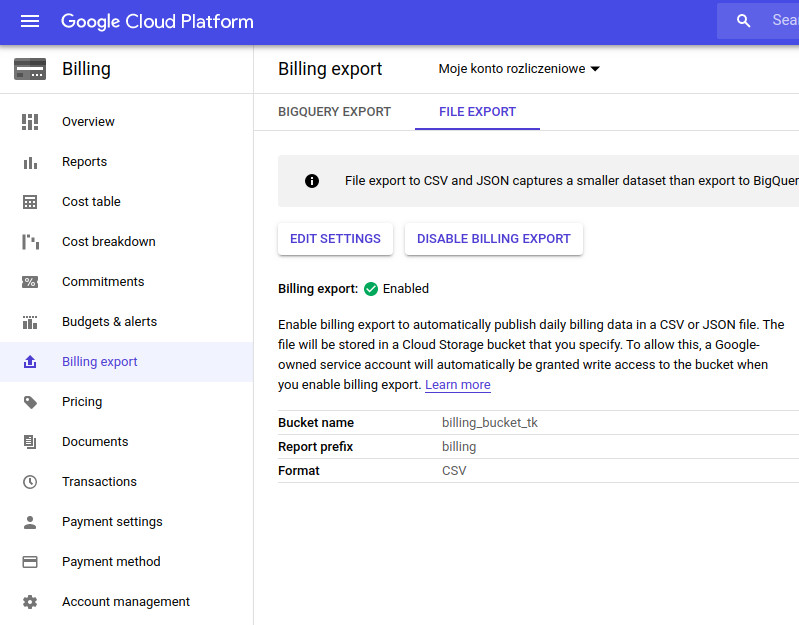 Google Cloud Platform
Sea
Billing
Billing export
Moje konto rozliczeniowe
Overview
Reports
Cost table
Cost breakdown
Commitments
Budgets & alerts
Billing export
Pricing
Documents
Transactions
Payment settings
Payment method
Account management
BIGQUERY EXPORT
FILE EXPORT
File export to CSV and JSON captures a smaller dataset than export to BigQuer
EDIT SETTINGS
DISABLE BILLING EXPORT
Billing export: Enabled
Enable billing export to automatically publish daily billing data in a CSV or JSON file. The
file will be stored in a Cloud Storage bucket that you specify. To allow this, a Google-
owned service account will automatically be granted write access to the bucket when
you enable billing export. Learn more
Bucket name billing_bucket_tk
Report prefix billing
Format CSV